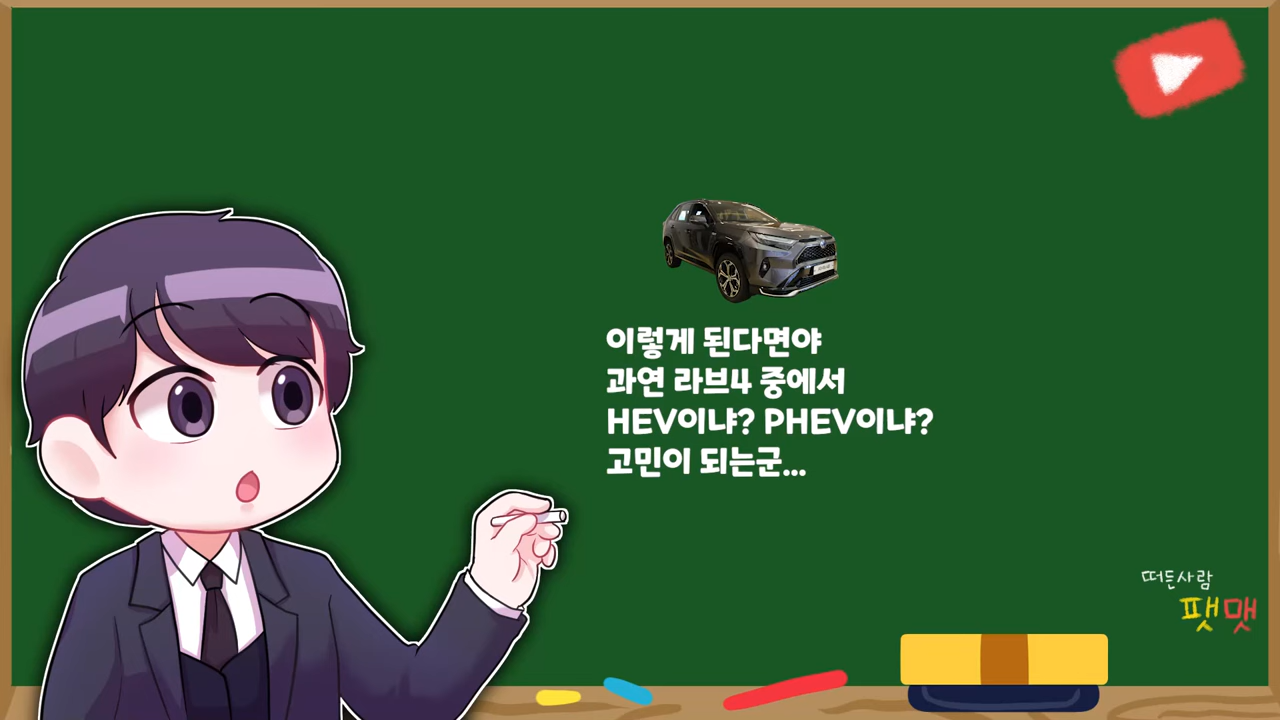 이렇게 된다면야
과연 라브4 중에서
HEV이냐? PHEV이냐?
고민이 되는군...
떠든사람
팻맷